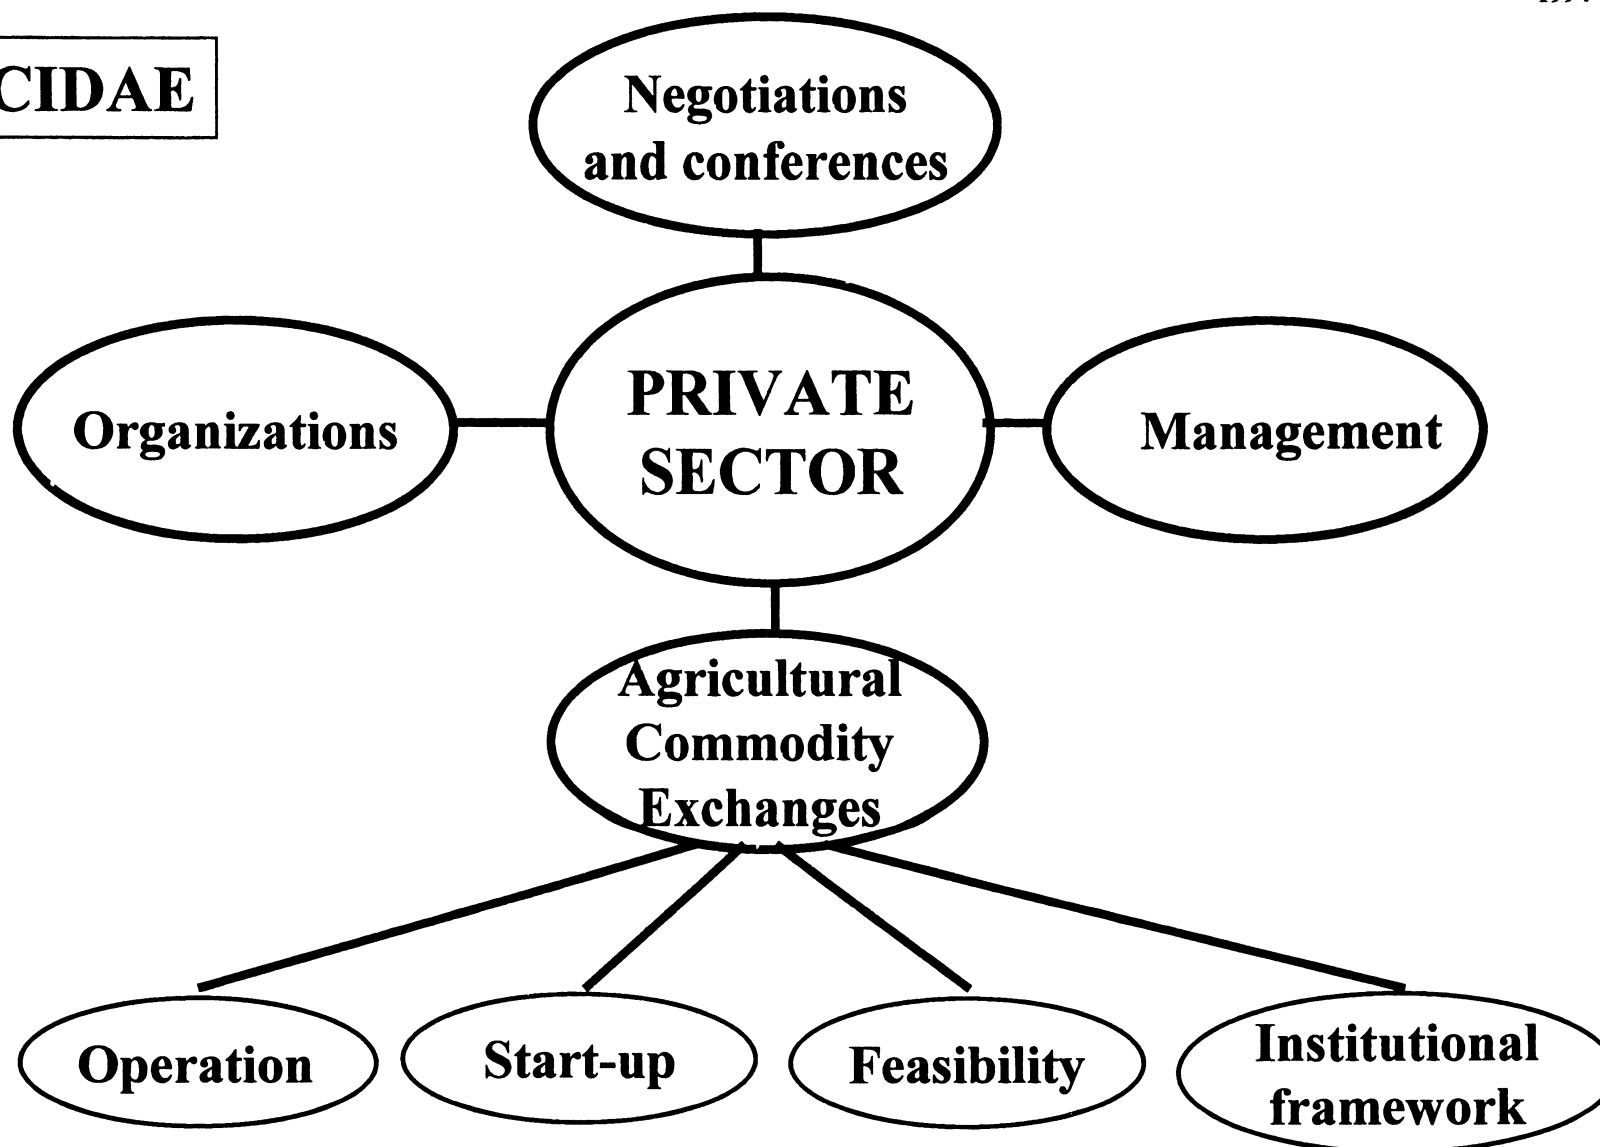 CIDAE
Negotiations
and conferences
PRIVATE
SECTOR
Organizations
Management
Agricultural
Commodity
Exchanges
Operation
Start-up
Feasibility
Institutional
framework